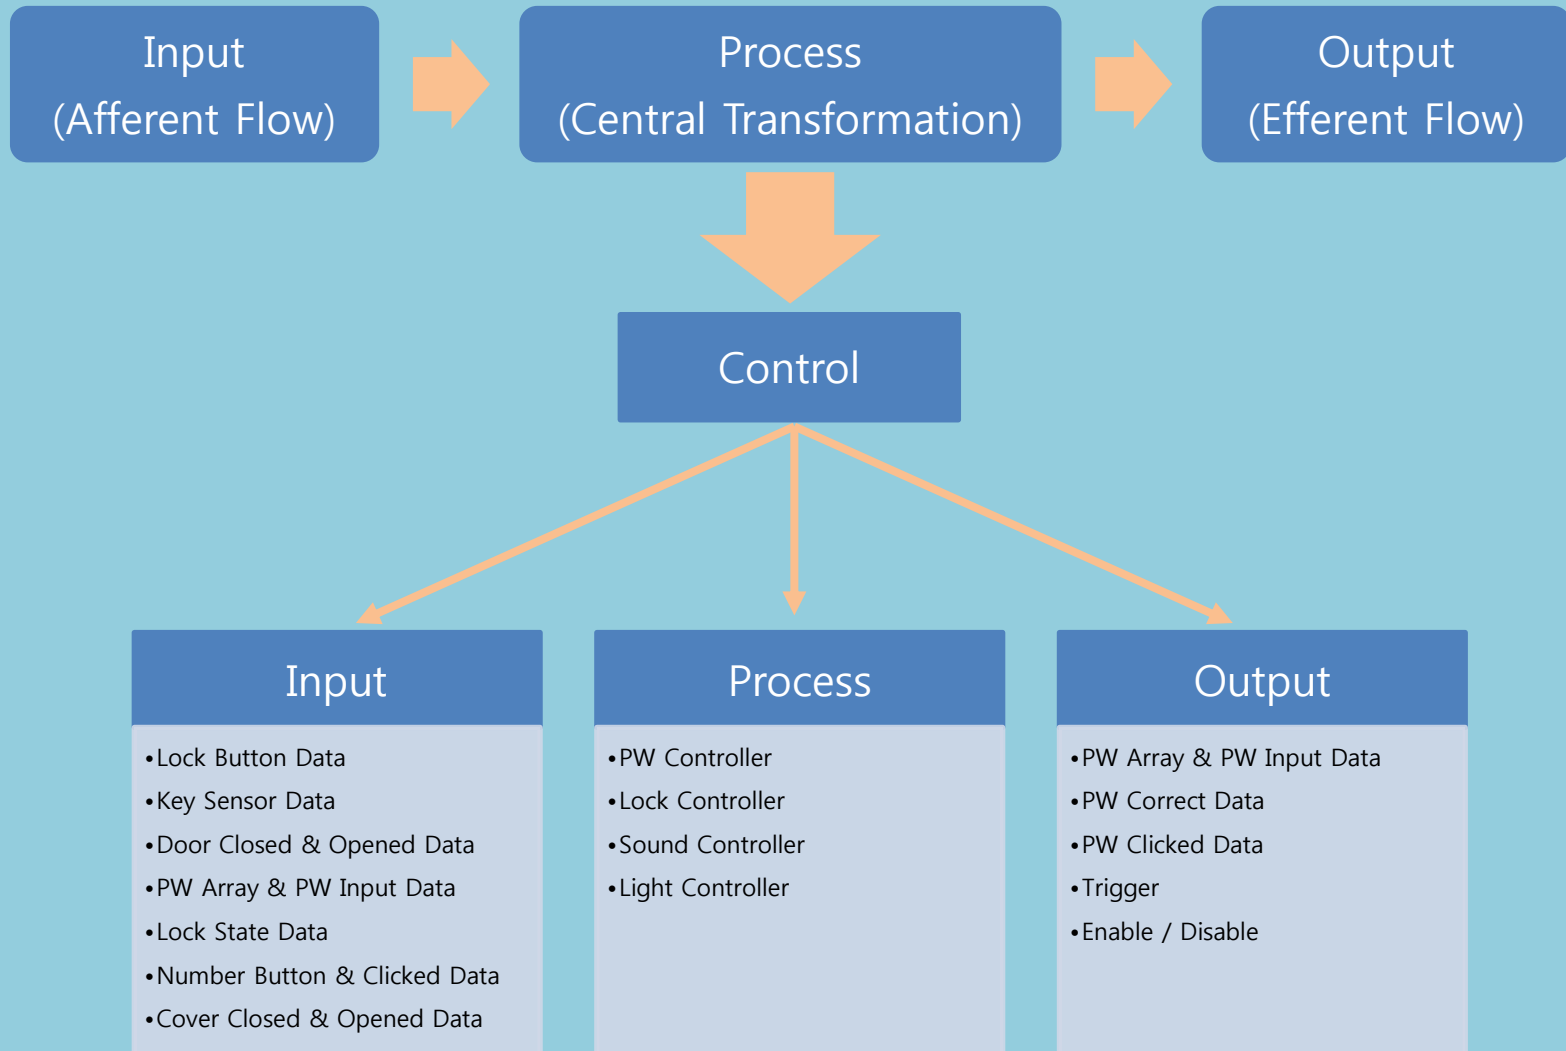 Input
(Afferent Flow)
Process
(Central Transformation)
Output
(Efferent Flow)
Control
Input
•Lock Button Data
•Key Sensor Data
•Door Closed & Opened Data
•PW Array & PW Input Data
•Lock State Data
•Number Button & Clicked Data
•Cover Closed & Opened Data
Process
•PW Controller
•Lock Controller
•Sound Controller
•Light Controller
Output
•PW Array & PW Input Data
•PW Correct Data
•PW Clicked Data
•Trigger
•Enable / Disable